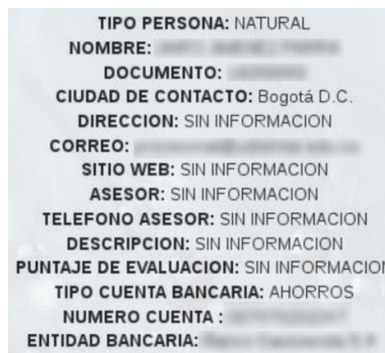 TIPO PERSONA: NATURAL
NOMBRE:
DOCUMENTO:
CIUDAD DE CONTACTO: Bogotá D.C.
DIRECCION: SIN INFORMACION
CORREO:
SITIO WEB: SIN INFORMACION
ASESOR: SIN INFORMACION
TELEFONO ASESOR: SIN INFORMACION
DESCRIPCION: SIN INFORMACION
PUNTAJE DE EVALUACION: SIN INFORMACION
TIPO CUENTA BANCARIA: AHORROS
NUMERO CUENTA :
ENTIDAD BANCARIA: